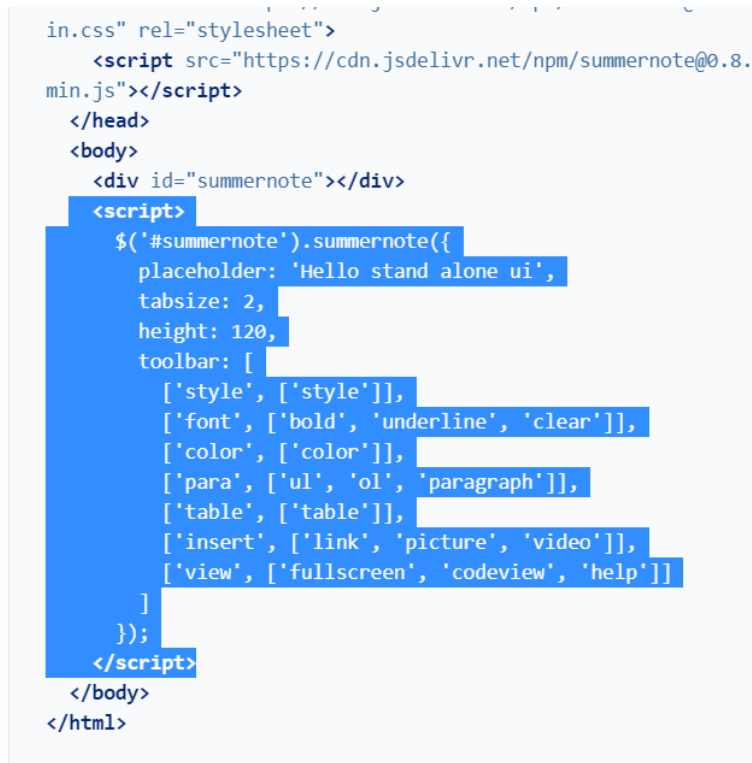 in.css" rel="stylesheet">
<script src="https://cdn.jsdelivr.net/npm/summernote@0.8.
min.js"></script>
</head>
<body>
<div id="summernote"></div>
<script>
$('#summernote').summernote({
placeholder: 'Hello stand alone ui',
tabsize: 2,
height: 120,
toolbar: [
['style', ['style']],
['font', ['bold', 'underline', 'clear']],
['color', ['color']],
['para', ['ul', 'ol', 'paragraph']],
['table', ['table']],
['insert', ['link', 'picture', 'video']],
['view', ['fullscreen', 'codeview', 'help']]
]
});
</script>
</body>
</html>